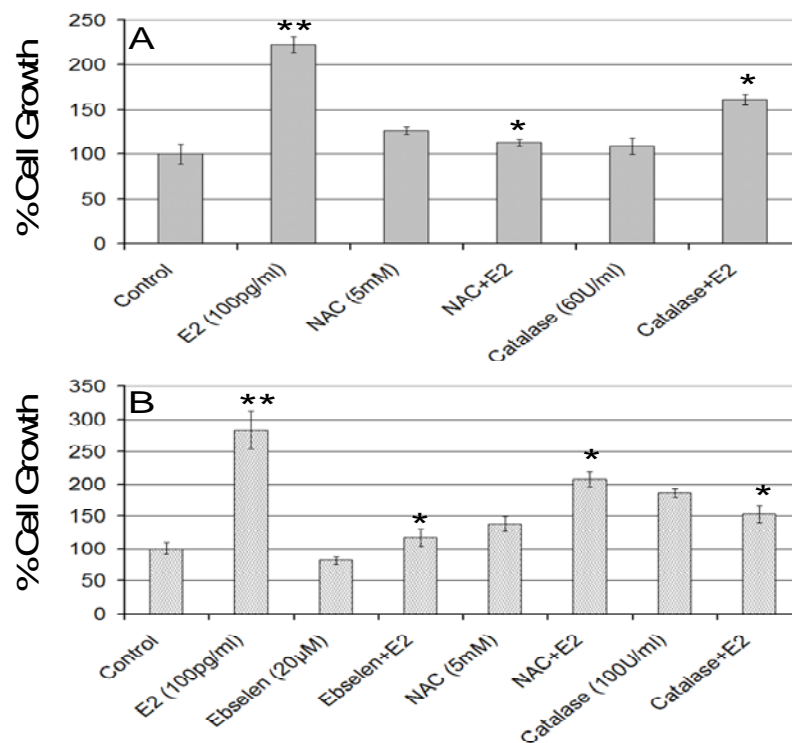 A
%Cell Growth
250
200
150
100
50
0
**
*
*
Control
E2 (100pg/ml)
NAC (5mM)
NAC+E2
Catalase (60U/ml)
Catalase+E2
B
%Cell Growth
350
300
250
200
150
100
50
0
**
*
*
*
Control
E2 (100pg/ml)
Ebselen (20µM)
Ebselen+E2
NAC (5mM)
NAC+E2
Catalase (100U/ml)
Catalase+E2